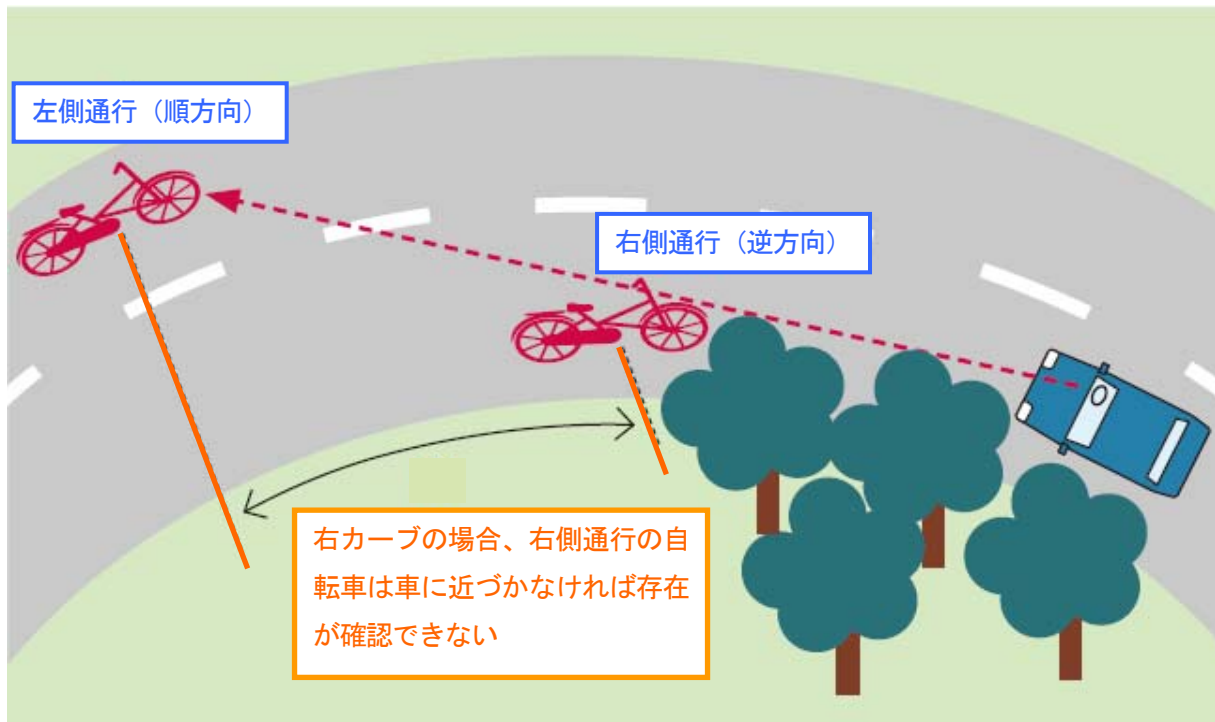 左側通行（順方向）
右側通行（逆方向）
右カーブの場合、右側通行の自
転車は車に近づかなければ存在
が確認できない